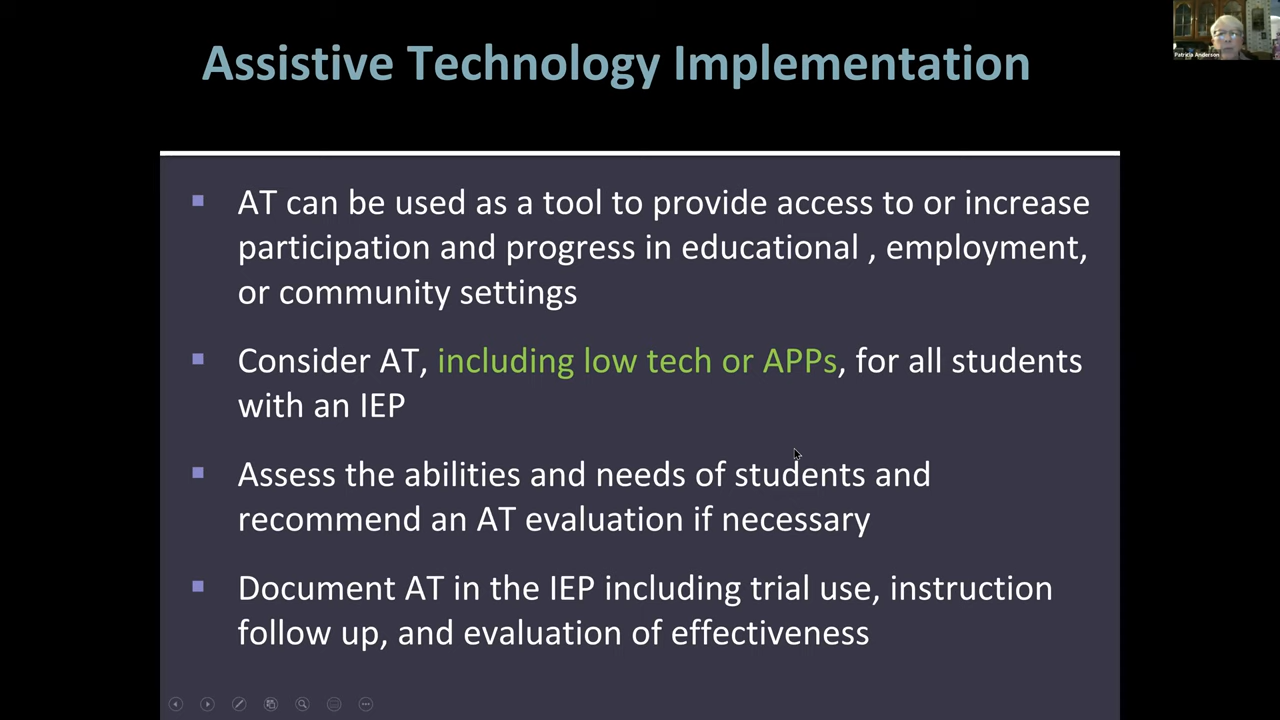 Assistive Technology Implementation
Patricia Anderson
AT can be used as a tool to provide access to or increase
participation and progress in educational , employment,
or community settings
Consider AT, including low tech or APPs, for all students
with an IEP
Assess the abilities and needs of students and
recommend an AT evaluation if necessary
Document AT in the IEP including trial use, instruction
follow up, and evaluation of effectiveness